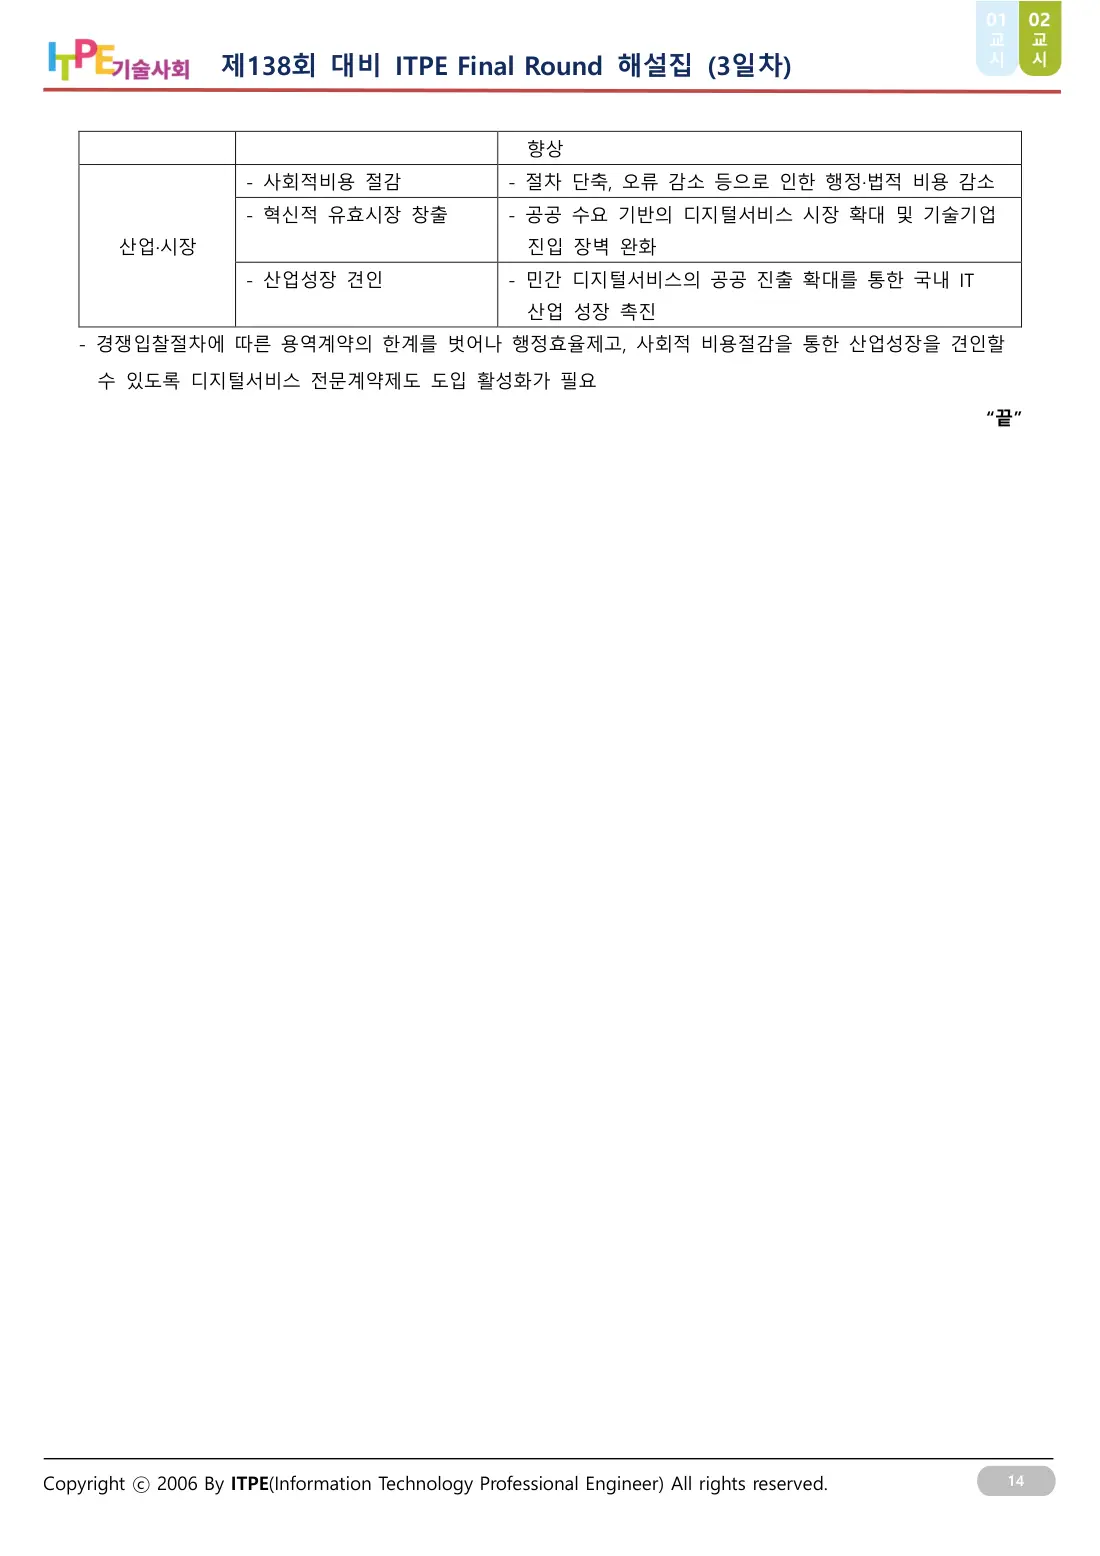 01
교
시
02
교
시
ITPE기술사회 제138회 대비 ITPE Final Round 해설집 (3일차)
향상
산업·시장
- 사회적비용 절감
- 절차 단축, 오류 감소 등으로 인한 행정·법적 비용 감소
- 혁신적 유효시장 창출
- 공공 수요 기반의 디지털서비스 시장 확대 및 기술기업
진입 장벽 완화
- 산업성장 견인
- 민간 디지털서비스의 공공 진출 확대를 통한 국내 IT
산업 성장 촉진
- 경쟁입찰절차에 따른 용역계약의 한계를 벗어나 행정효율제고, 사회적 비용절감을 통한 산업성장을 견인할
수 있도록 디지털서비스 전문계약제도 도입 활성화가 필요
“끝”
Copyright ⓒ 2006 By ITPE(Information Technology Professional Engineer) All rights reserved.
14